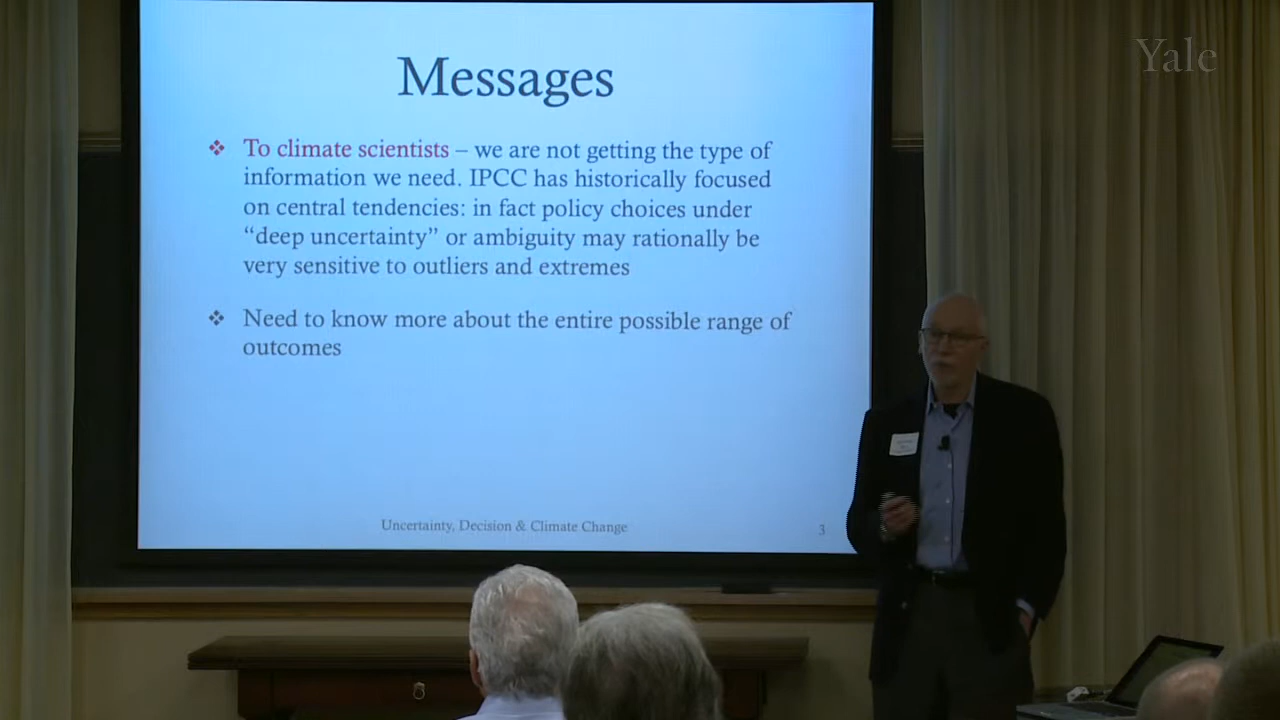 Yale
Messages
❖ To climate scientists – we are not getting the type of
information we need. IPCC has historically focused
on central tendencies: in fact policy choices under
“deep uncertainty” or ambiguity may rationally be
very sensitive to outliers and extremes
❖ Need to know more about the entire possible range of
outcomes
Uncertainty, Decision & Climate Change
3